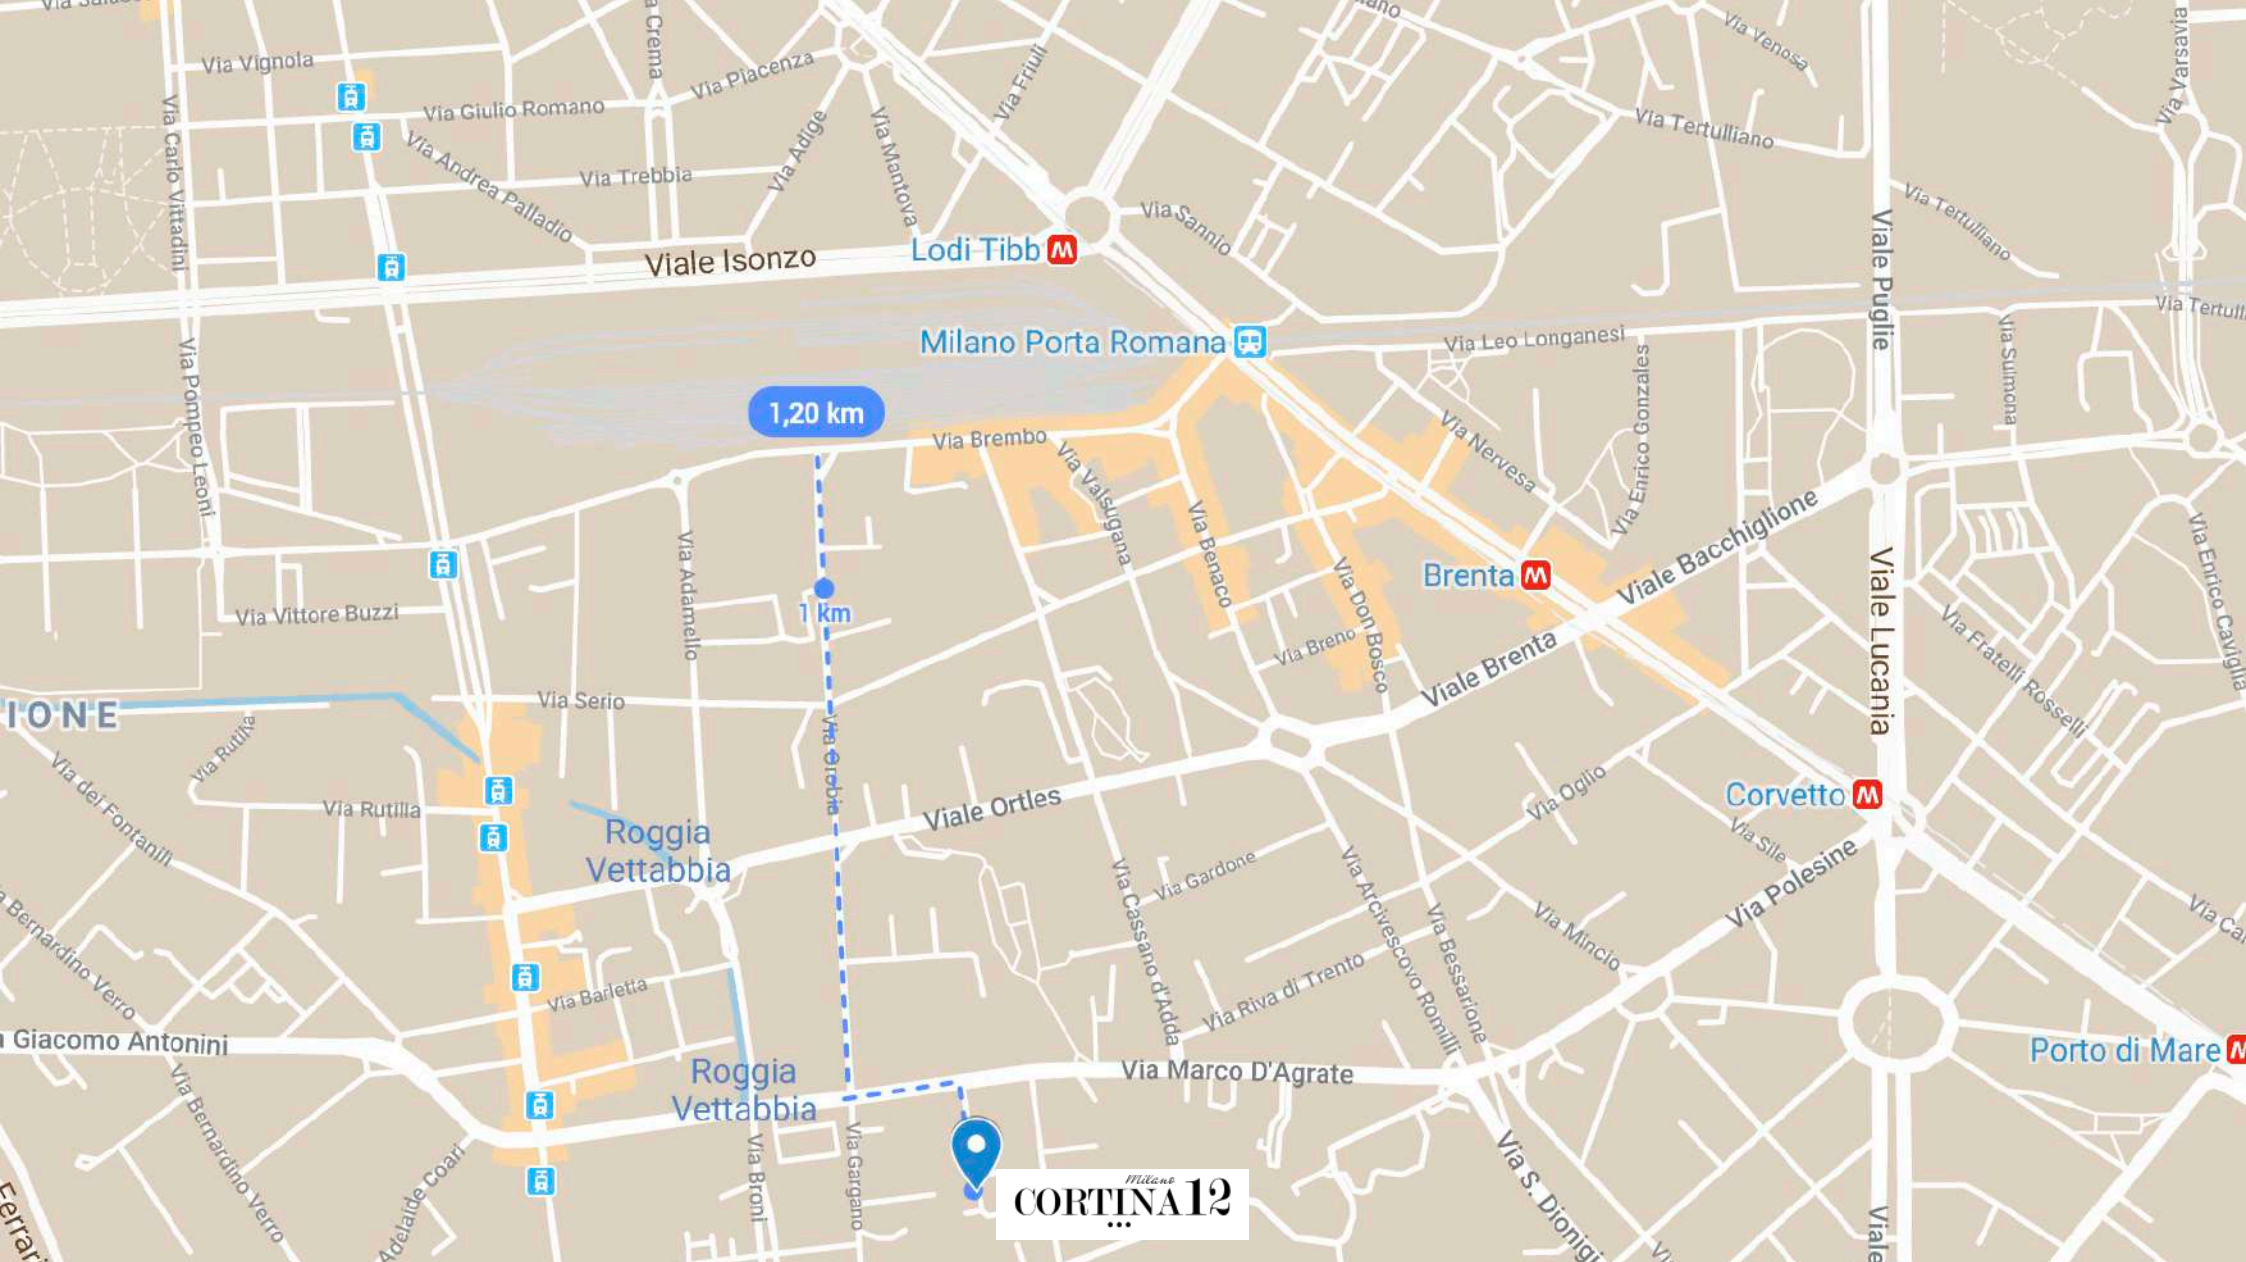 Via Vignola
Via Carlo Vittadini
Via Giulio Romano
Via Andrea Palladio
Via Piacenza
Via Adige
Via Mantova
Via Friuli
Via Trebbia
Via Venosa
Via Varsavia
Via Tertulliano
Via Tertulliano
Via Sannio
Viale Isonzo
Lodi Tibb
Viale Puglie
Milano Porta Romana
Via Leo Longanesi
Via Sulmona
Via Pompeo Leoni
1,20 km
Via Brembo
Via Valsugana
Via Benaco
Via Nervesa
Via Enrico Gonzales
Viale Bacchiglione
Via Enrico Caviglia
Via Adamello
Via Don Bosco
Brenta
Viale Lucania
1 km
Via Vittore Buzzi
Via Breno
Viale Brenta
Via Fratelli Rosselli
IONE
Via Serio
Via Rutilia
Via Orobia
Via dei Fontanili
Via Rutilia
Viale Ortles
Via Oglio
Corvetto
Via Sile
Roggia
Vettabbia
Via Gardone
Via Polesine
Via Cassano d'Adda
Via Arcivescovo Romilli
Via Bessarione
Via Mincio
Bernardino Verro
Via Barletta
Via Riva di Trento
Giacomo Antonini
Porto di Mare
Roggia
Vettabbia
Via Marco D'Agrate
Via Bernardino Verro
Adelaide Coari
Via Broni
Via Gargano
Via S. Dionigi
Viale
Milano
CORTINA 12